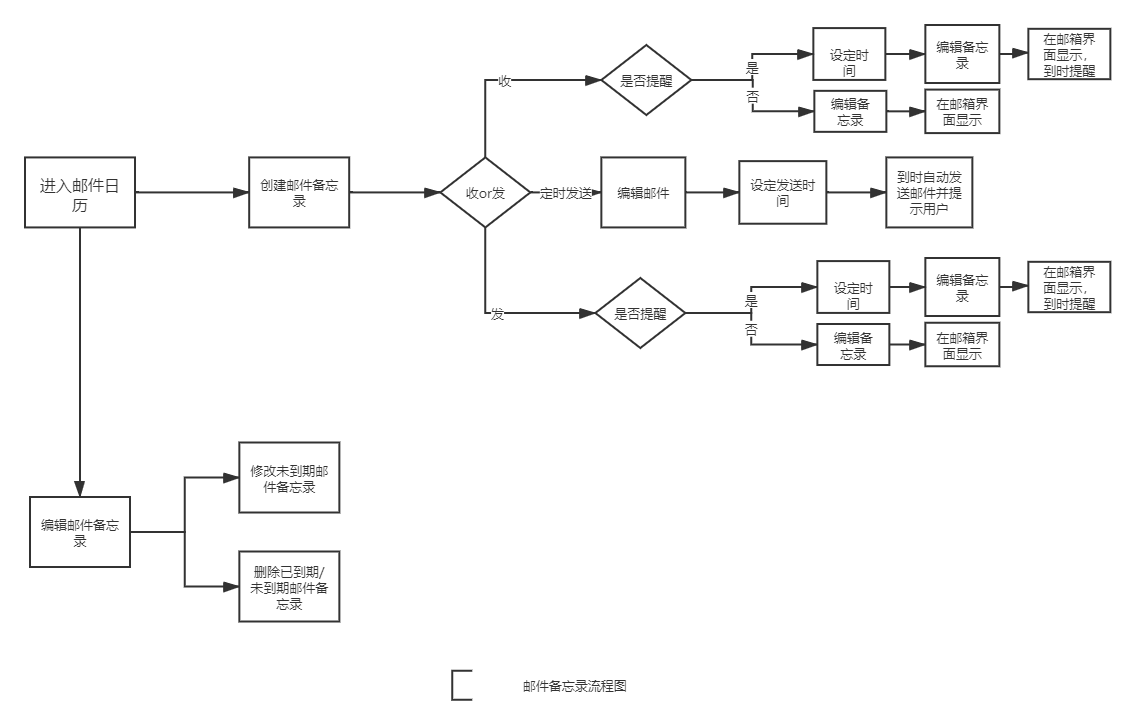 进入邮件日
历
创建邮件备忘
录
收or发
收
是否提醒
是
设定时
间
编辑备忘
录
在邮箱界
面显示，
到时提醒
否
编辑备
忘录
在邮箱界
面显示
定时发送
编辑邮件
设定发送时
间
到时自动发
送邮件并提
示用户
发
是否提醒
是
设定时
间
编辑备忘
录
在邮箱界
面显示，
到时提醒
否
编辑备
忘录
在邮箱界
面显示
编辑邮件备忘
录
修改未到期邮
件备忘录
删除已到期/
未到期邮件备
忘录
邮件备忘录流程图